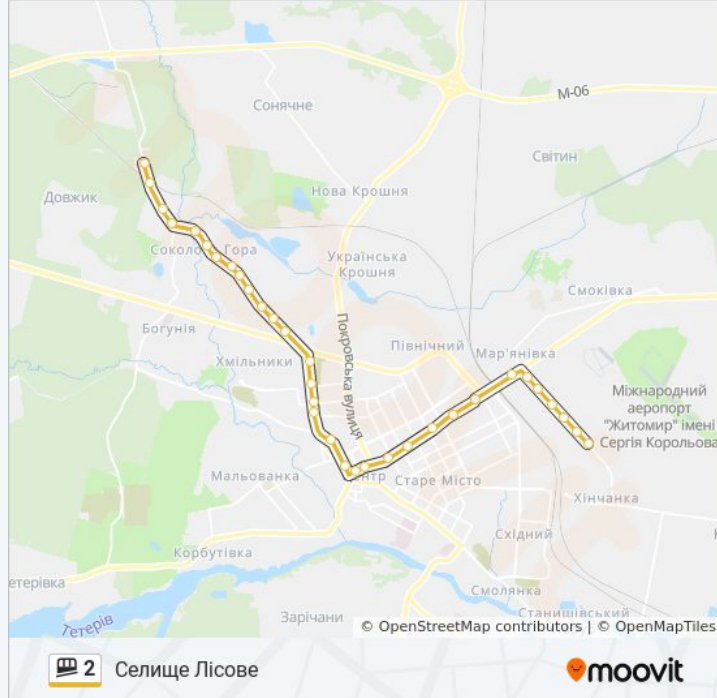 М-06
Сонячне
Світин
Довжик
Нова Крошня
Соколова Гора
Українська
Крошня
Смоківка
Богунія
Покровська вулиця
Північний
Мар'янівка
Хмільники
Міжнародний
аеропорт
"Житомир" імені
Сергія Корольова
Мальованка
Центр
Старе Місто
Хінчанка
Східний
Корбутівка
Смолянка
етерівка
Станишівський
Зарічани
Тетерів
© OpenStreetMap contributors | © OpenMapTiles
2 Селище Лісове
moovit